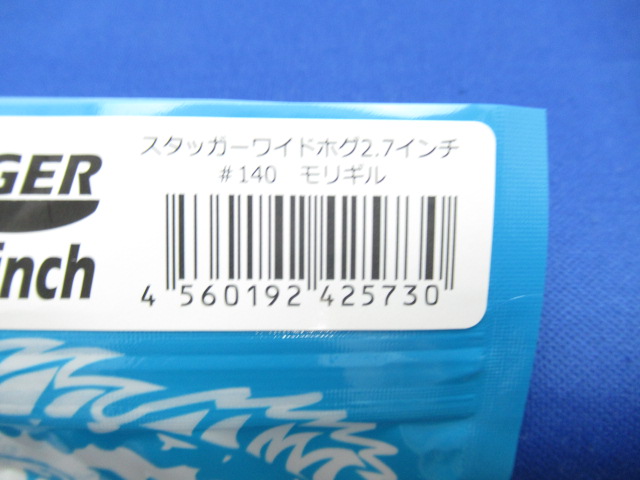 スタッガーワイドホグ2.7インチ
#140 モリギル
GER
inch
4 560192 425730